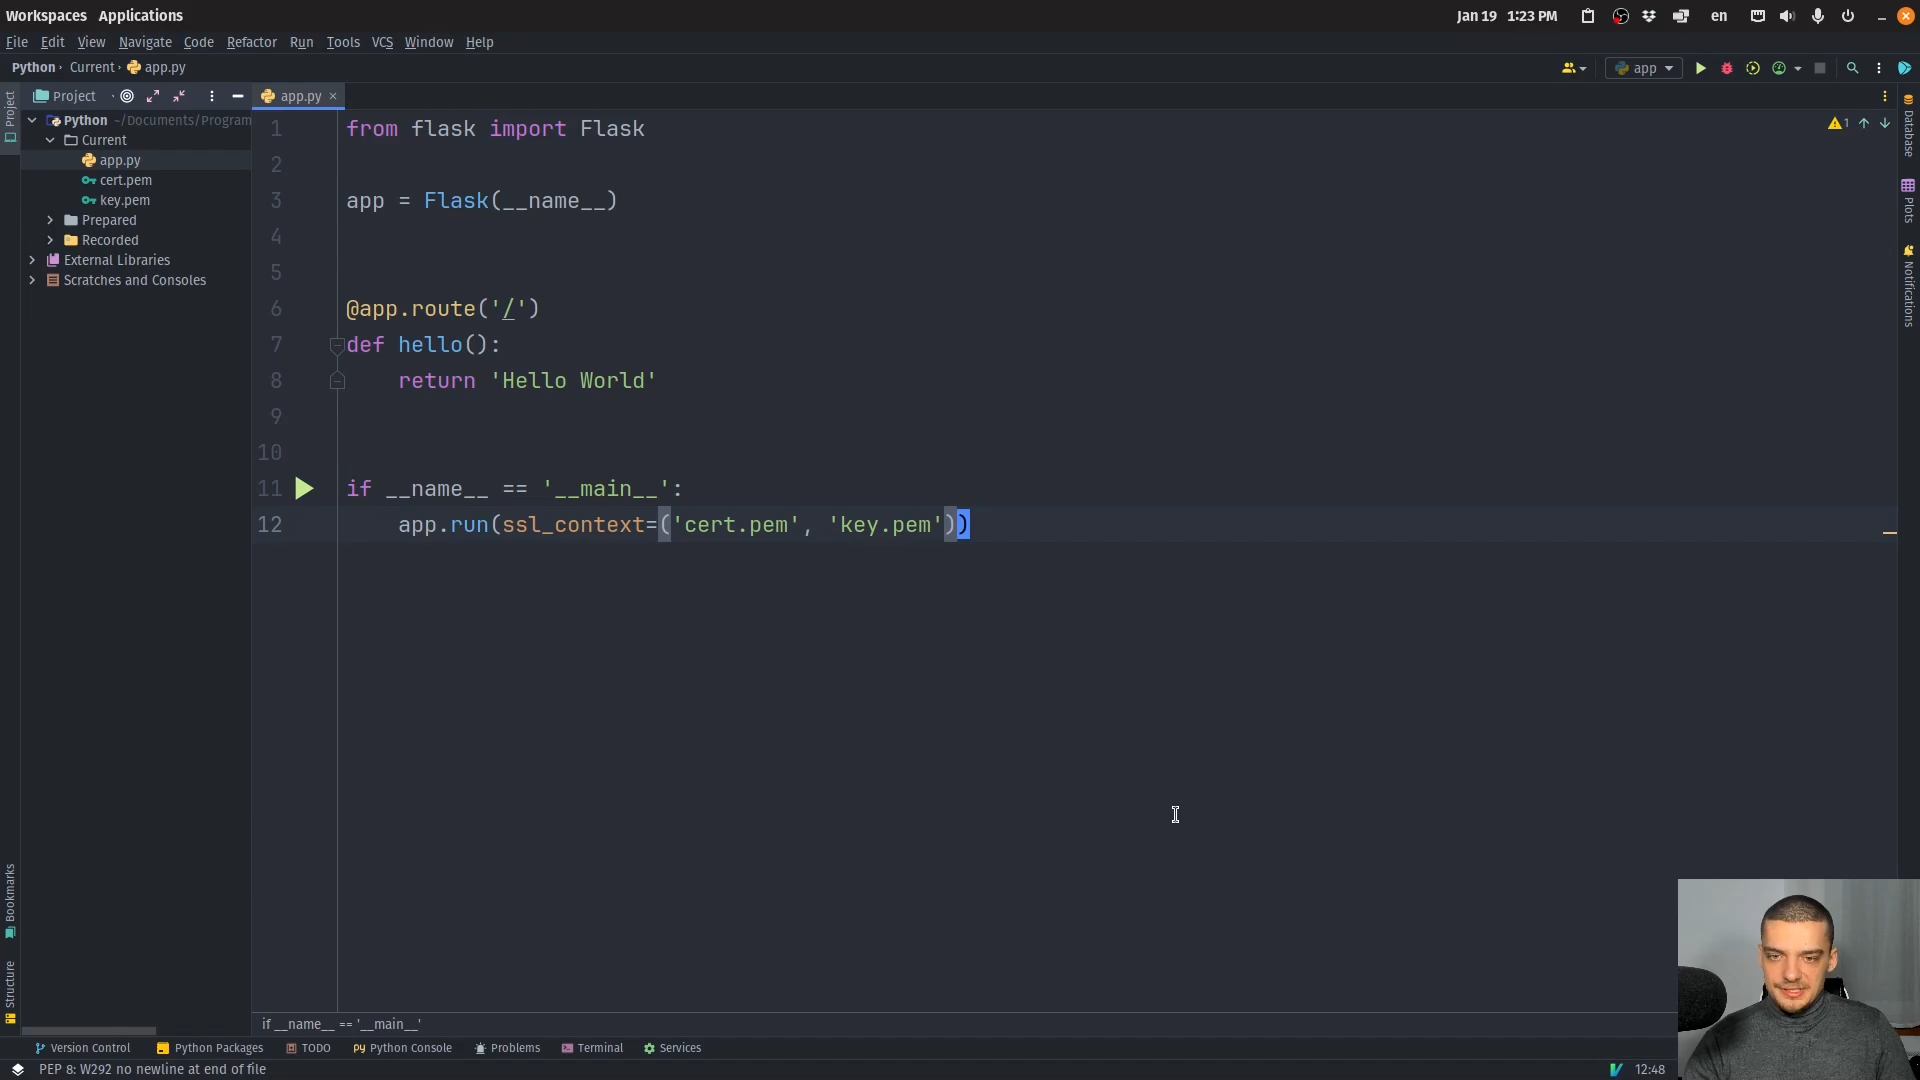 Workspaces Applications
Jan 19 1:23 PM
en
File Edit View Navigate Code Refactor Run Tools VCS Window Help
Python Current app.py
app
Project
app.py
Python ~/Documents/Program
Current
app.py
cert.pem
key.pem
Prepared
Recorded
External Libraries
Scratches and Consoles
Project
Bookmarks
Structure
1 from flask import Flask
2
3 app = Flask(__name__)
4
5
6 @app.route('/')
7 def hello():
8 return 'Hello World'
9
10
11 if __name__ == '__main__':
12 app.run(ssl_context=('cert.pem', 'key.pem'))
1
Database
Plots
Notifications
if __name__ == '__main__'
Version Control Python Packages TODO Python Console Problems Terminal Services
PEP 8: W292 no newline at end of file
12:48